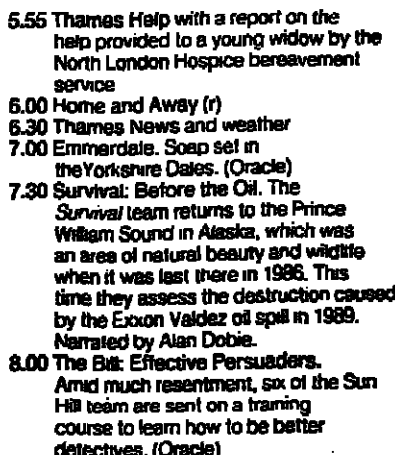 5.55 Thames Help with a report on the
help provided to a young widow by the
North London Hospice bereavement
service
6.00 Home and Away (r)
6.30 Thames News and weather
7.00 Emmerdale. Soap set in
theYorkshire Dales. (Oracle)
7.30 Survival: Before the Oil. The
Survival team returns to the Prince
William Sound in Alaska, which was
an area of natural beauty and wildlife
when it was last there in 1986. This
time they assess the destruction caused
by the Exxon Valdez oil spill in 1989.
Narrated by Alan Dobie.
8.00 The Bill: Effective Persuaders.
Amid much resentment, six of the Sun
Hill team are sent on a training
course to learn how to be better
detectives. (Oracle)